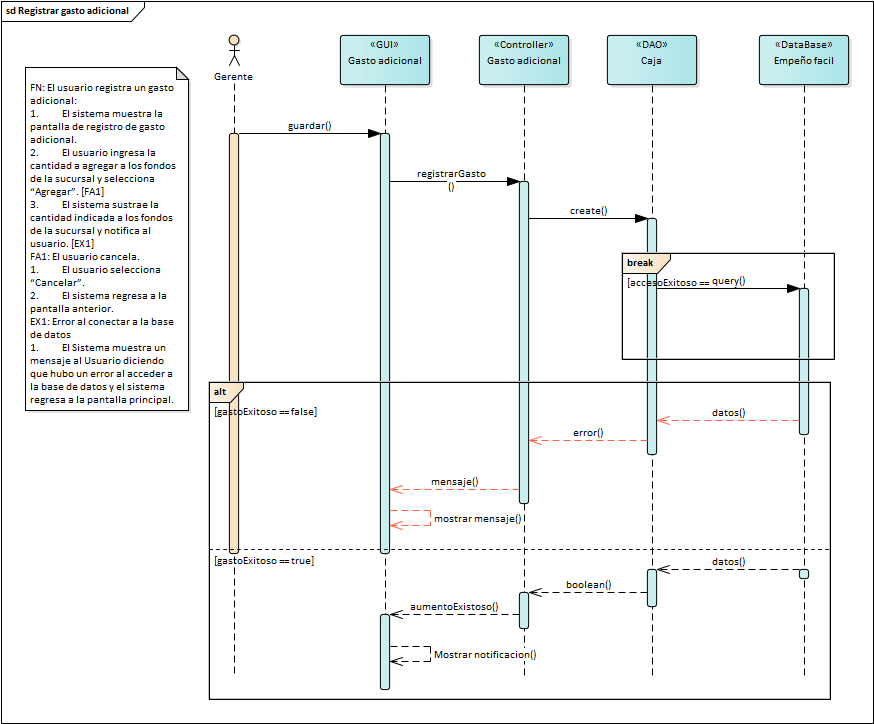 sd Registrar gasto adicional
FN: El usuario registra un gasto
adicional:
1. El sistema muestra la
pantalla de registro de gasto
adicional.
2. El usuario ingresa la
cantidad a agregar a los fondos
de la sucursal y selecciona
“Agregar”. [FA1]
3. El sistema sustrae la
cantidad indicada a los fondos
de la sucursal y notifica al
usuario. [EX1]
FA1: El usuario cancela.
1. El usuario selecciona
“Cancelar”.
2. El sistema regresa a la
pantalla anterior.
EX1: Error al conectar a la base
de datos
1. El Sistema muestra un
mensaje al Usuario diciendo
que hubo un error al acceder a
la base de datos y el sistema
regresa a la pantalla principal.
Gerente
«GUI»
Gasto adicional
«Controller»
Gasto adicional
«DAO»
Caja
«DataBase»
Empeño facil
guardar()
registrarGasto
()
create()
break
[accesoExitoso ==
query()
alt
[gastoExitoso ==false]
datos()
error()
mensaje()
mostrar mensaje()
[gastoExitoso ==true]
datos()
boolean()
aumentoExistoso()
Mostrar notificacion()